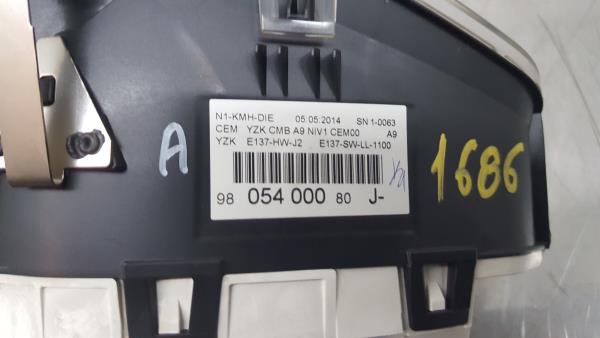 N1-KMH-DIE 05:05:2014 SN 1-0063
CEM YZK CMB A9 NIV1 CEM00 A9
YZK E137-HW-J2 E137-SW-LL-1100
98 054 000 80 J-
A
1686